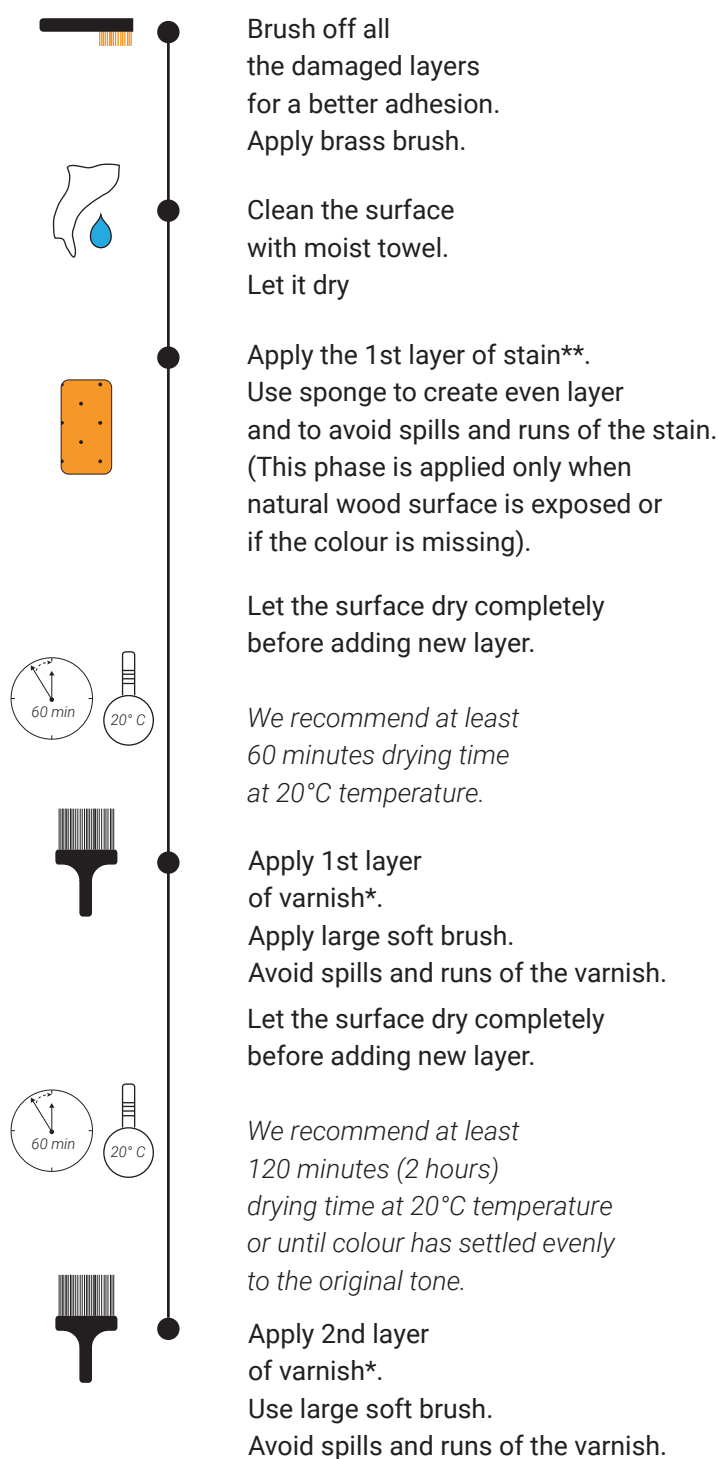 Brush off all
the damaged layers
for a better adhesion.
Apply brass brush.
Clean the surface
with moist towel.
Let it dry
Apply the 1st layer of stain**.
Use sponge to create even layer
and to avoid spills and runs of the stain.
(This phase is applied only when
natural wood surface is exposed or
if the colour is missing).
Let the surface dry completely
before adding new layer.
60 min
20° C
We recommend at least
60 minutes drying time
at 20°C temperature.
Apply 1st layer
of varnish*.
Apply large soft brush.
Avoid spills and runs of the varnish.
Let the surface dry completely
before adding new layer.
60 min
20° C
We recommend at least
120 minutes (2 hours)
drying time at 20°C temperature
or until colour has settled evenly
to the original tone.
Apply 2nd layer
of varnish*.
Use large soft brush.
Avoid spills and runs of the varnish.